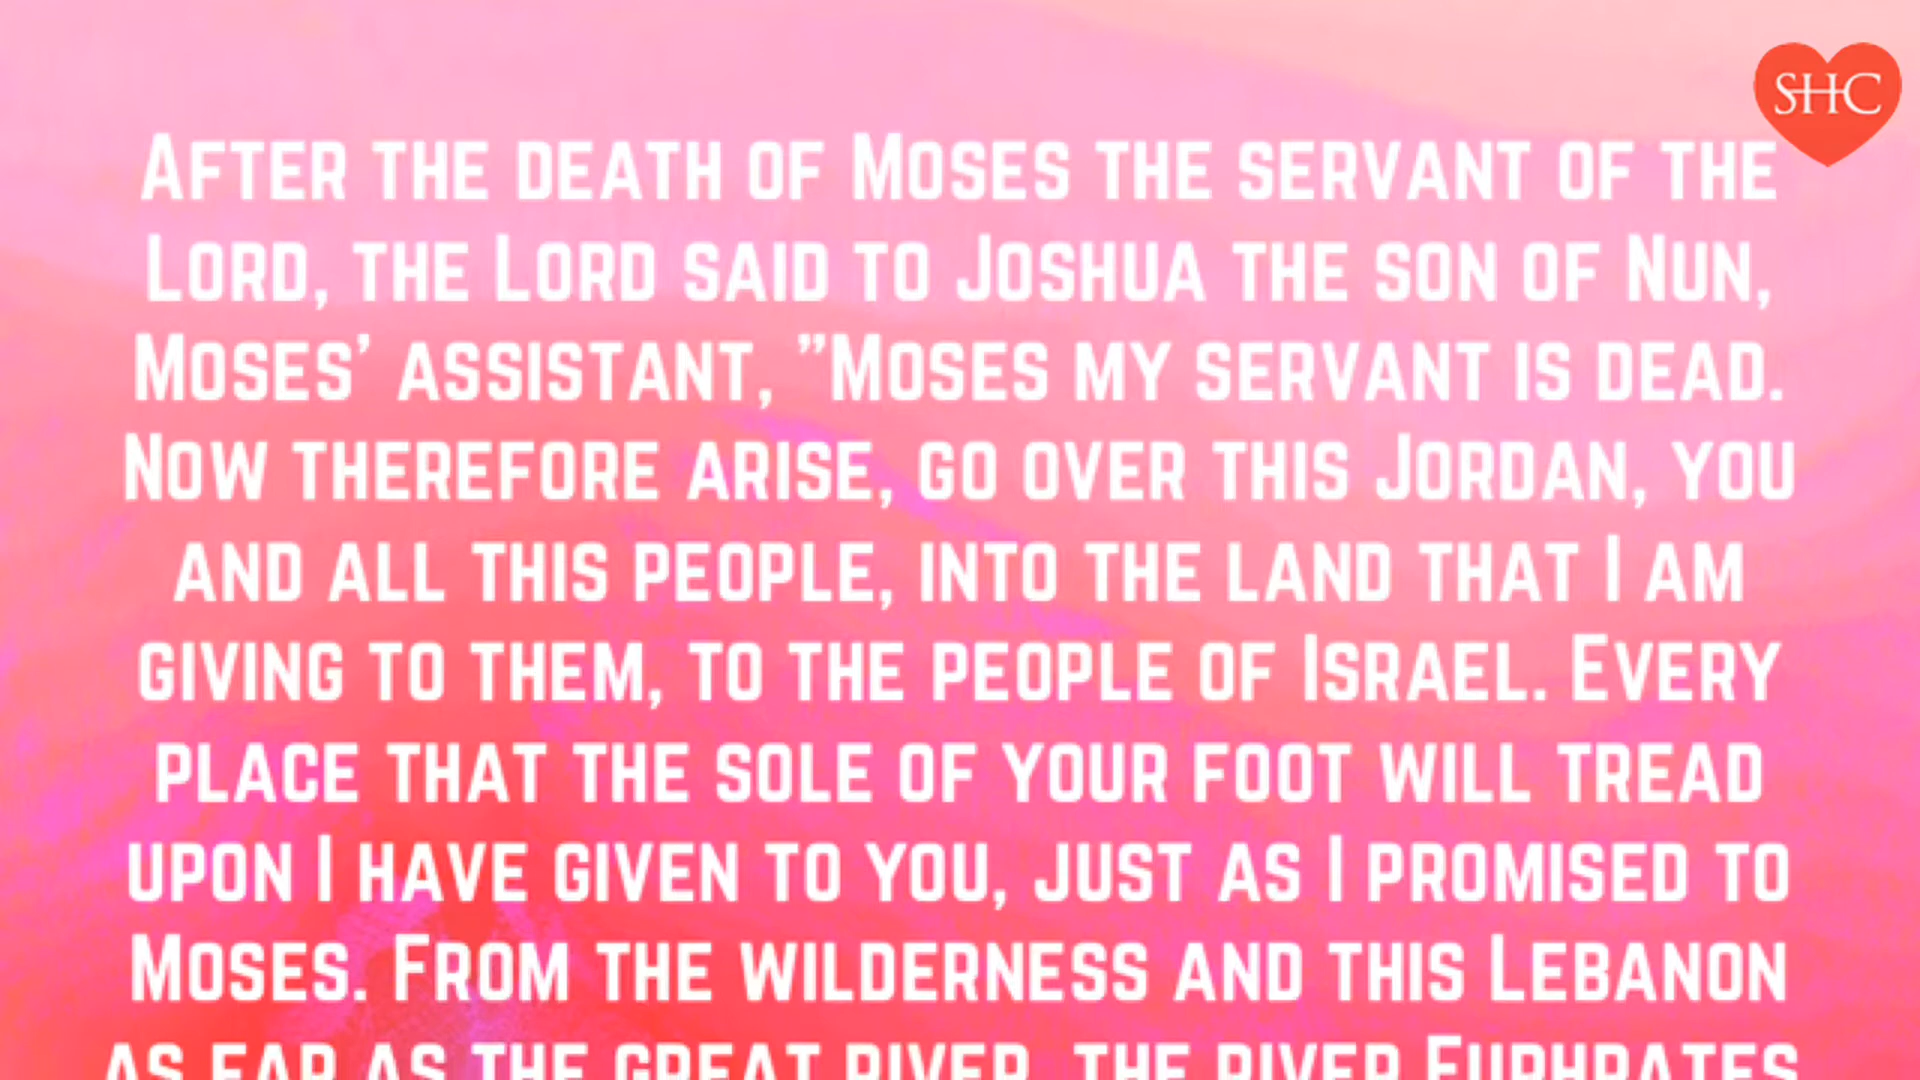 SHC
After the death of Moses the servant of the
Lord, the Lord said to Joshua the son of Nun,
Moses’ assistant, ”Moses my servant is dead.
Now therefore arise, go over this Jordan, you
and all this people, into the land that I am
giving to them, to the people of Israel. Every
place that the sole of your foot will tread
upon I have given to you, just as I promised to
Moses. From the wilderness and this Lebanon
as far as the great river, the river Euphrates